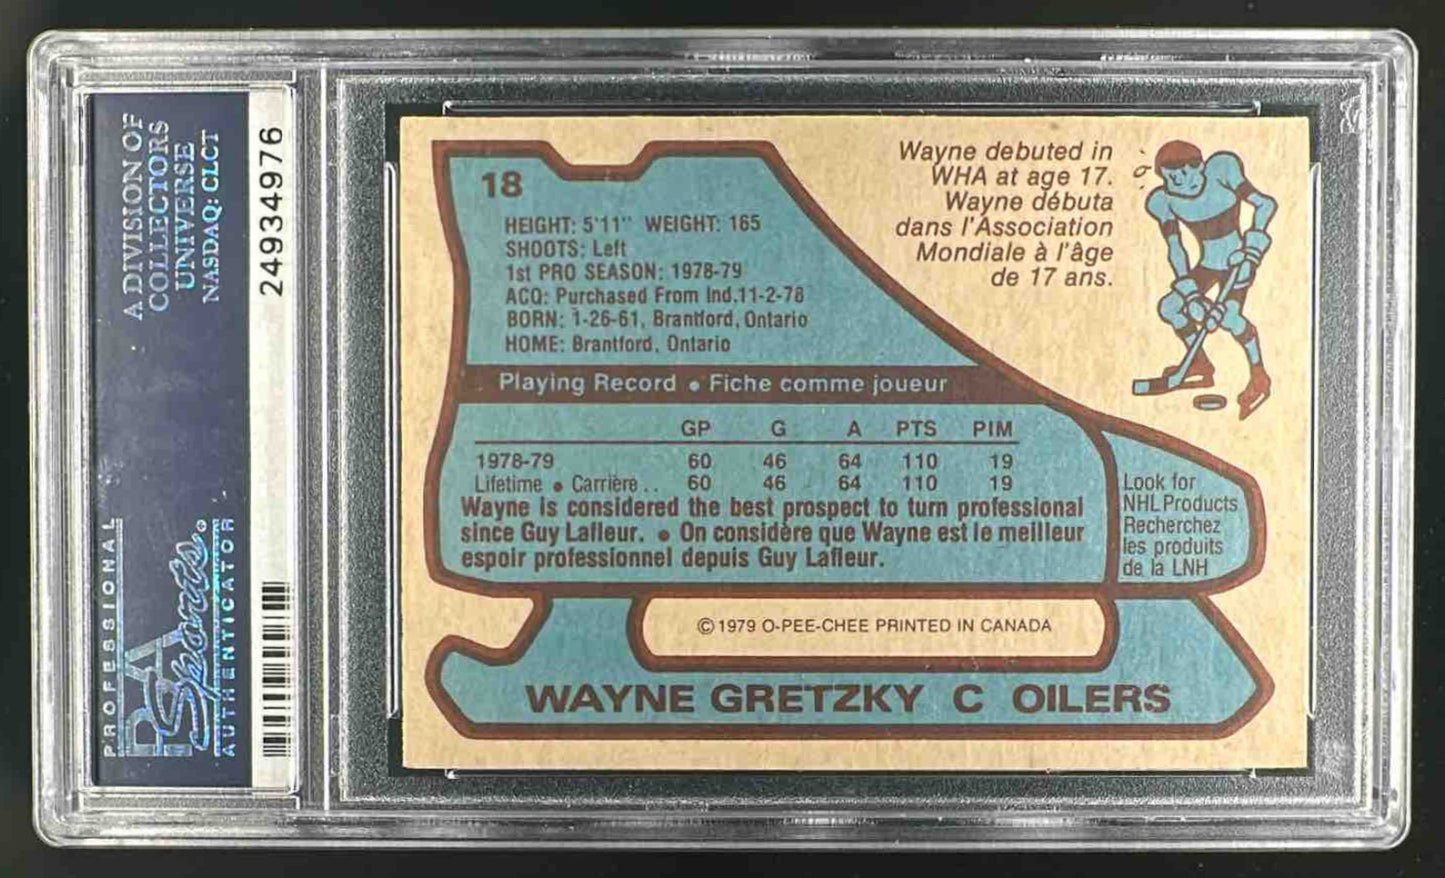 A DIVISION OF
COLLECTORS
UNIVERSE
NASDAQ: CLCT
PROFESSIONAL
PSA
Sports®
AUTHENTICATOR
24934976
18
HEIGHT: 5'11" WEIGHT: 165
SHOOTS: Left
1st PRO SEASON: 1978-79
ACQ: Purchased From Ind.11-2-78
BORN: 1-26-61, Brantford, Ontario
HOME: Brantford, Ontario
Wayne debuted in
WHA at age 17.
Wayne débuta
dans l'Association
Mondiale à l'âge
de 17 ans.
Playing Record • Fiche comme joueur
GP G A PTS PIM
1978-79 60 46 64 110 19
Lifetime • Carrière . . 60 46 64 110 19
Wayne is considered the best prospect to turn professional
since Guy Lafleur. • On considère que Wayne est le meilleur
espoir professionnel depuis Guy Lafleur.
Look for
NHL Products
Recherchez
les produits
de la LNH
© 1979 O-PEE-CHEE PRINTED IN CANADA
WAYNE GRETZKY C OILERS